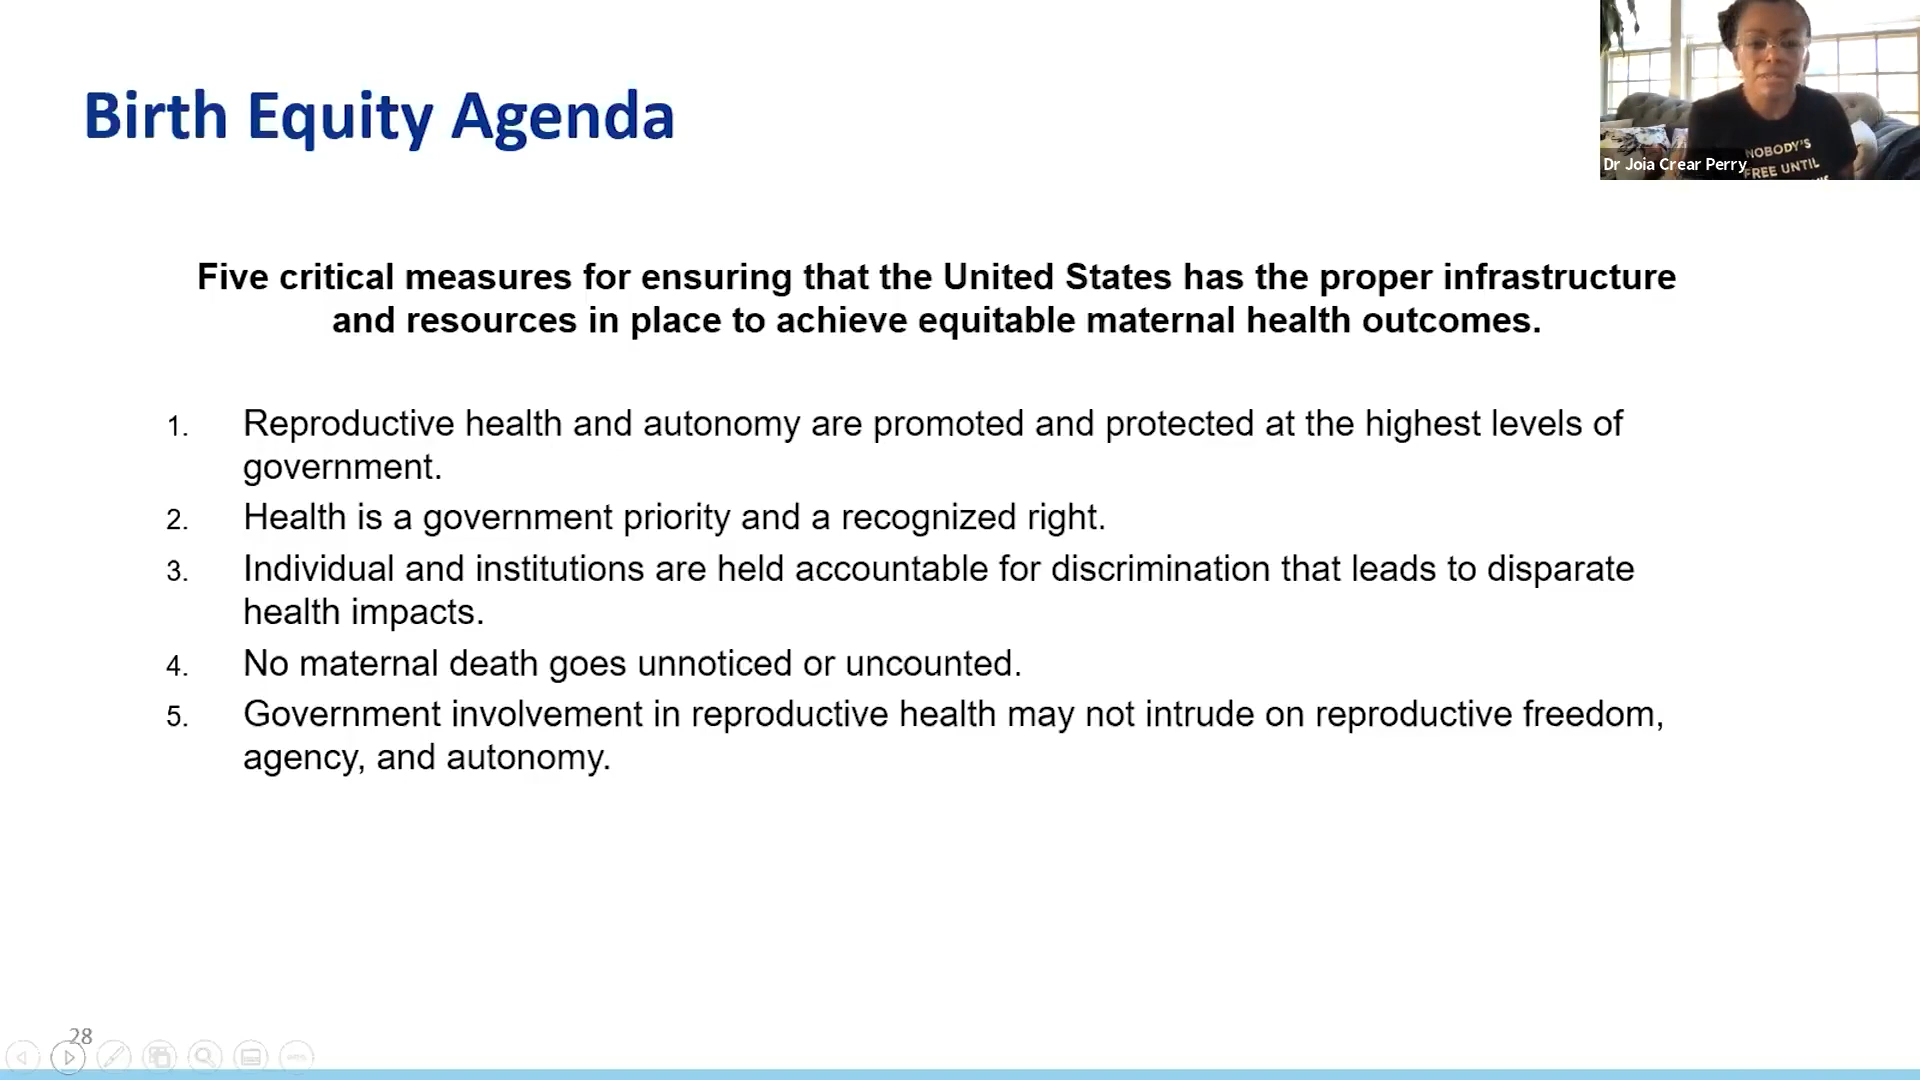 Birth Equity Agenda
Dr Joia Crear Perry
NOBODY'S
FREE UNTIL
Five critical measures for ensuring that the United States has the proper infrastructure
and resources in place to achieve equitable maternal health outcomes.
1. Reproductive health and autonomy are promoted and protected at the highest levels of
government.
2. Health is a government priority and a recognized right.
3. Individual and institutions are held accountable for discrimination that leads to disparate
health impacts.
4. No maternal death goes unnoticed or uncounted.
5. Government involvement in reproductive health may not intrude on reproductive freedom,
agency, and autonomy.
28